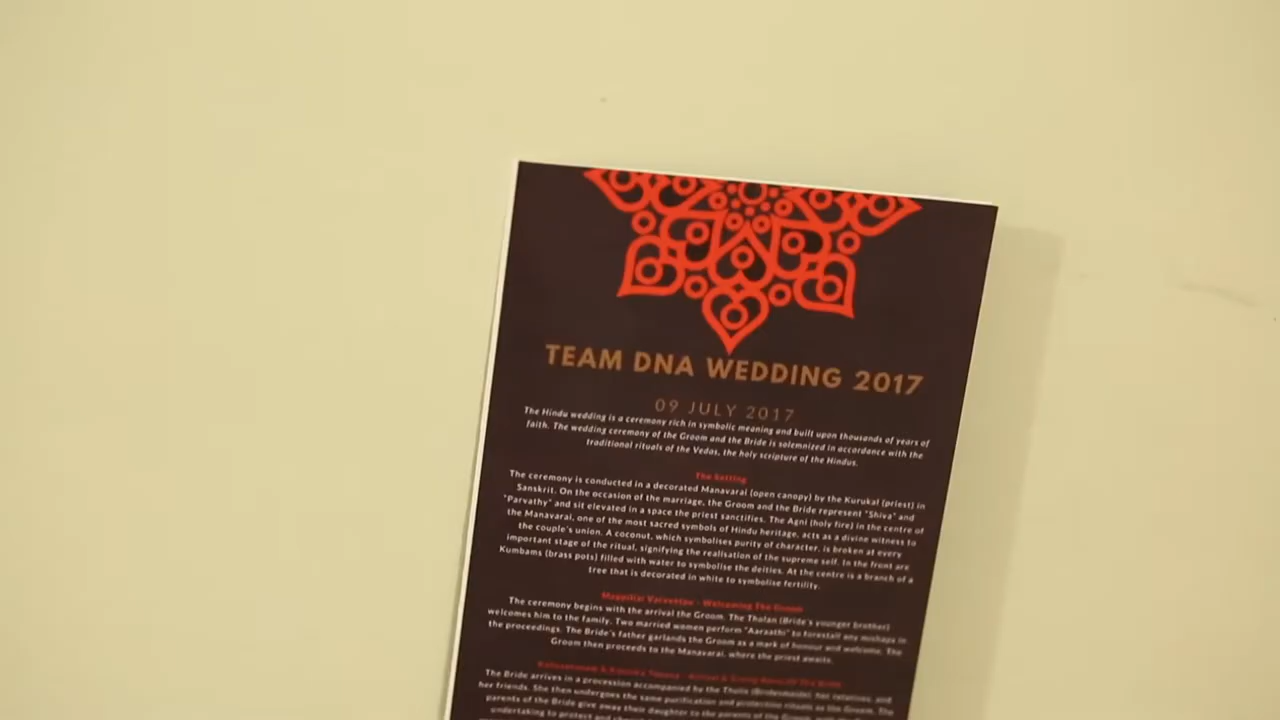 TEAM DNA WEDDING 2017
09 JULY 2017
The Hindu wedding is a ceremony rich in symbolic meaning and built upon thousands of years of
faith. The wedding ceremony of the Groom and the Bride is solemnized in accordance with the
traditional rituals of the Vedas, the holy scripture of the Hindus.
The Setting
The ceremony is conducted in a decorated Manavarai (open canopy) by the Kurukal (priest) in
Sanskrit. On the occasion of the marriage, the Groom and the Bride represent "Shiva" and
"Parvathy" and sit elevated in a space the priest sanctifies. The Agni (holy fire) in the centre of
the Manavarai, one of the most sacred symbols of Hindu heritage, acts as a divine witness to
the couple's union. A coconut, which symbolises purity of character, is broken at every
important stage of the ritual, signifying the realisation of the supreme self. In the front are
Kumbams (brass pots) filled with water to symbolise the deities. At the centre is a branch of a
tree that is decorated in white to symbolise fertility.
Welcoming The Groom
The ceremony begins with the arrival the Groom. The Tholan (Bride's younger brother)
welcomes him to the family. Two married women perform "Aaraathi" to forestall any mishaps in
the proceedings. The Bride's father garlands the Groom as a mark of honour and welcome. The
Groom then proceeds to the Manavarai, where the priest awaits.
The Bride arrives in a procession accompanied by the Tholis (Bridesmaids), her relatives, and
her friends. She then undergoes the same purification and protective rituals as the Groom. The
parents of the Bride give away their daughter to the parents of the Groom,
undertaking to protect and